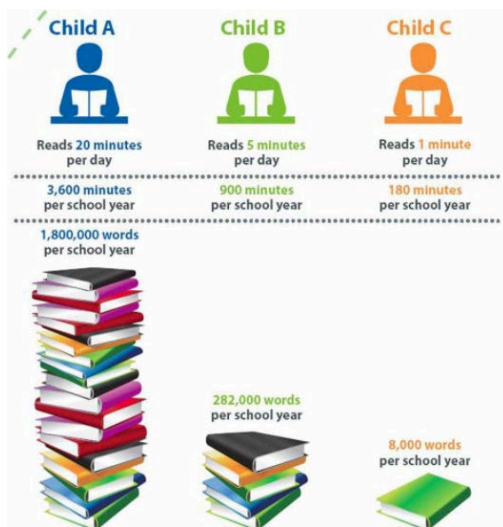 Child A
Child B
Child C
Reads 20 minutes
per day
Reads 5 minutes
per day
Reads 1 minute
per day
3,600 minutes
per school year
900 minutes
per school year
180 minutes
per school year
1,800,000 words
per school year
282,000 words
per school year
8,000 words
per school year